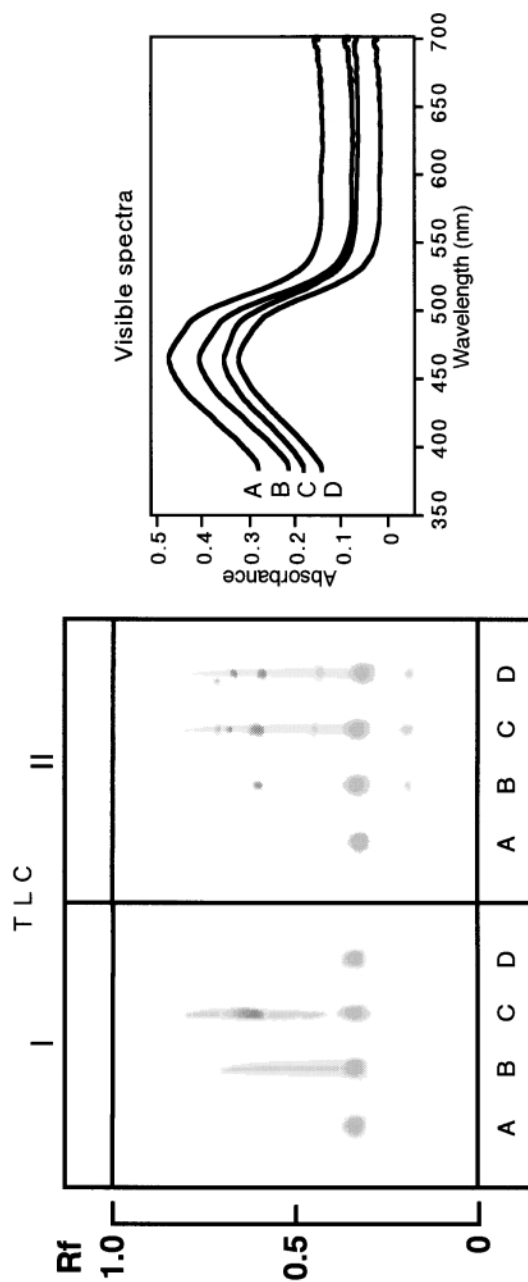 T L C
I
II
Rf
1.0
0.5
0
A
B
C
D
A
B
C
D
Visible spectra
Absorbance
0.5
0.4
0.3
0.2
0.1
0
A
B
C
D
350
400
450
500
550
600
650
700
Wavelength (nm)